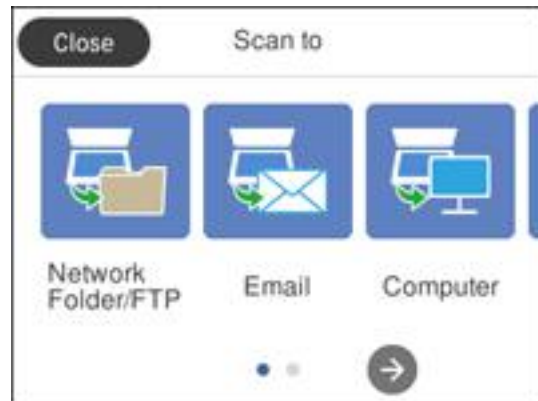 Close
Scan to
Network
Folder/FTP
Email
Computer